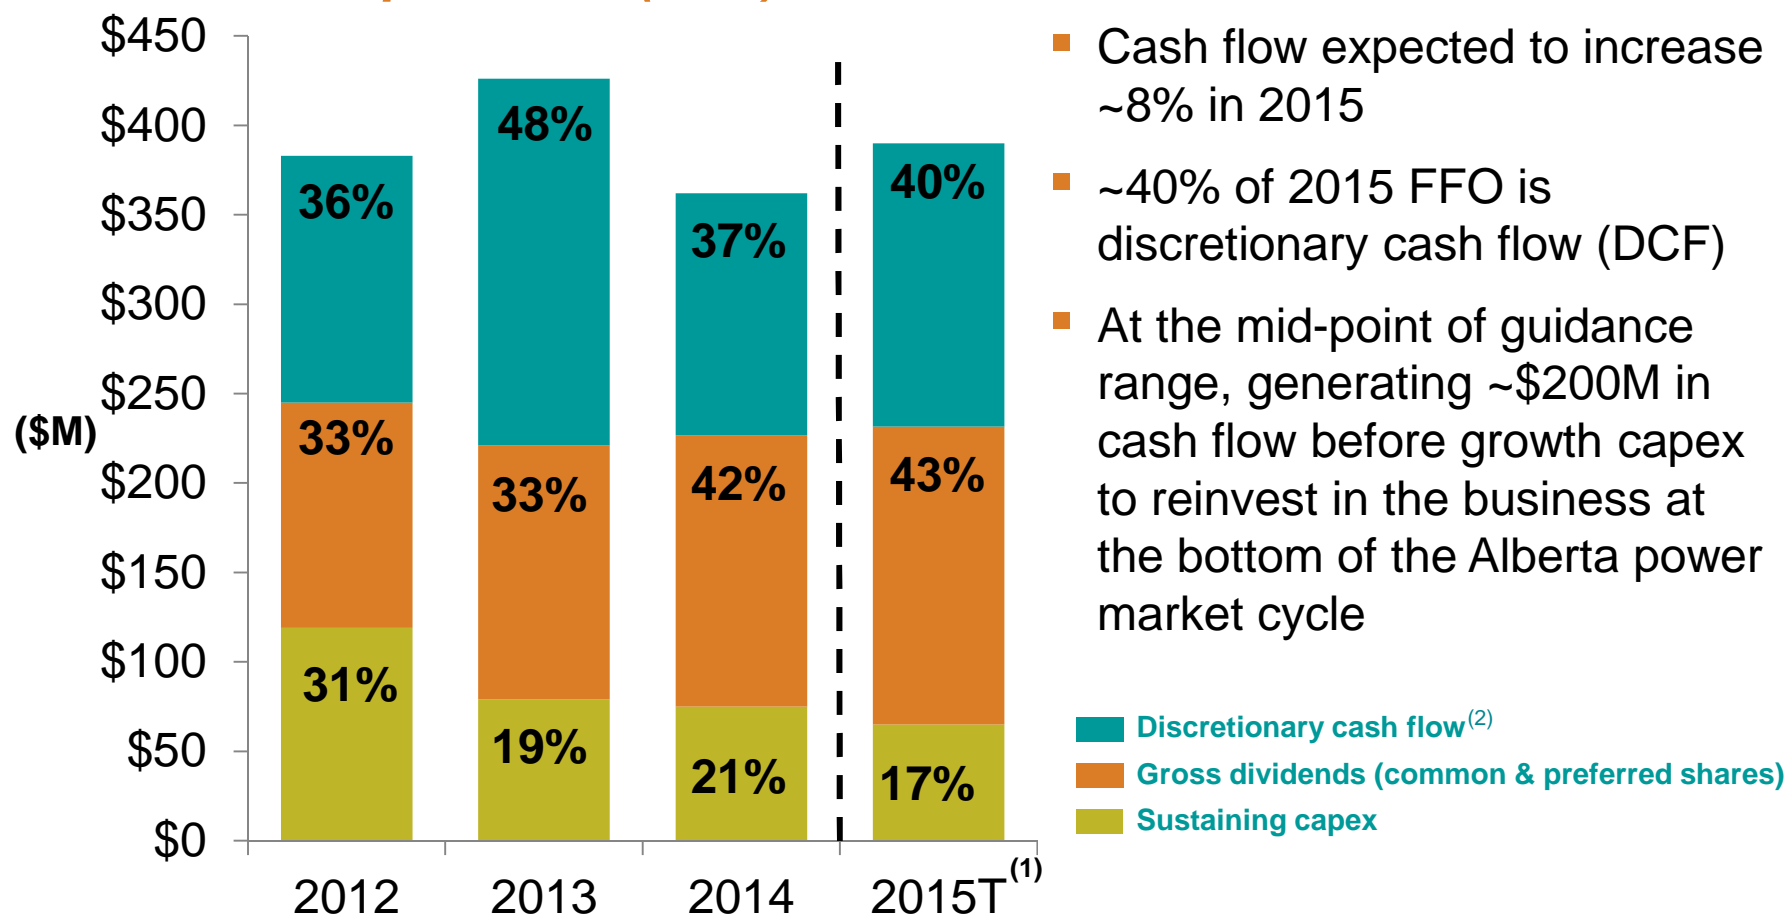 $450
$400
$350
$300
$250
($M)
$200
$150
$100
$50
$0
36%
33%
31%
48%
33%
19%
37%
42%
21%
40%
43%
17%
2012
2013
2014
2015T(1)
Cash flow expected to increase
~8% in 2015
~40% of 2015 FFO is
discretionary cash flow (DCF)
At the mid-point of guidance
range, generating ~$200M in
cash flow before growth capex
to reinvest in the business at
the bottom of the Alberta power
market cycle
Discretionary cash flow(2)
Gross dividends (common & preferred shares)
Sustaining capex